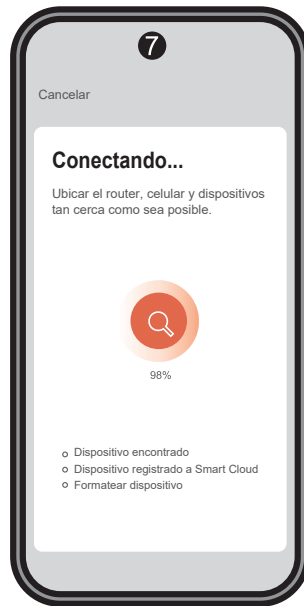 7
Cancelar
Conectando...
Ubicar el router, celular y dispositivos
tan cerca como sea posible.
98%
Dispositivo encontrado
Dispositivo registrado a Smart Cloud
Formatear dispositivo